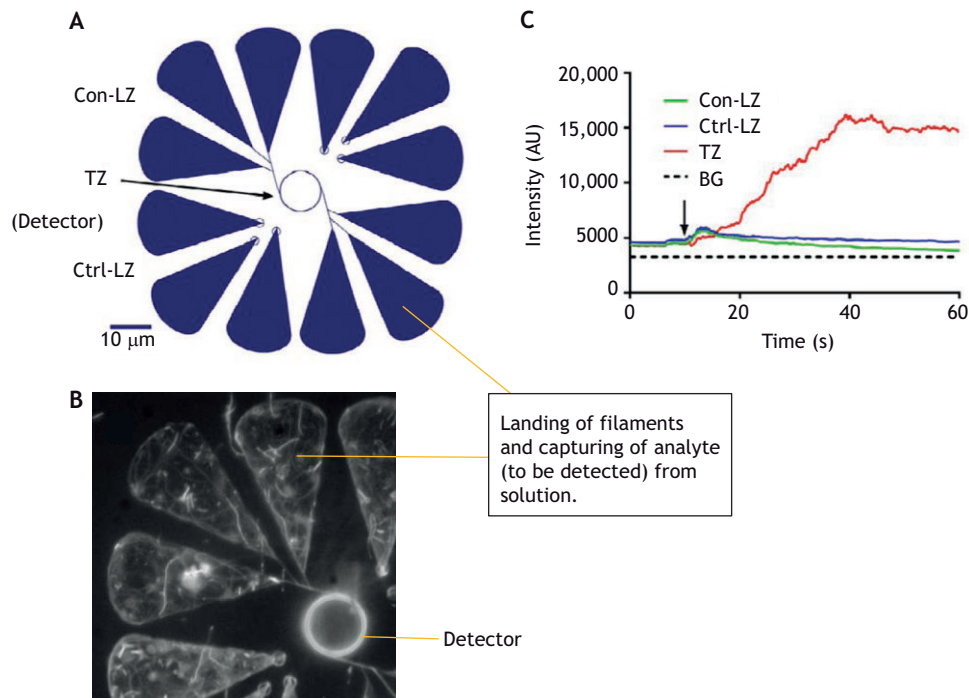 A
Con-LZ
TZ
(Detector)
Ctrl-LZ
10 μm
C
20,000
15,000
10,000
5000
0
Intensity (AU)
Con-LZ
Ctrl-LZ
TZ
BG
0
20
40
60
Time (s)
B
Landing of filaments
and capturing of analyte
(to be detected) from
solution.
Detector